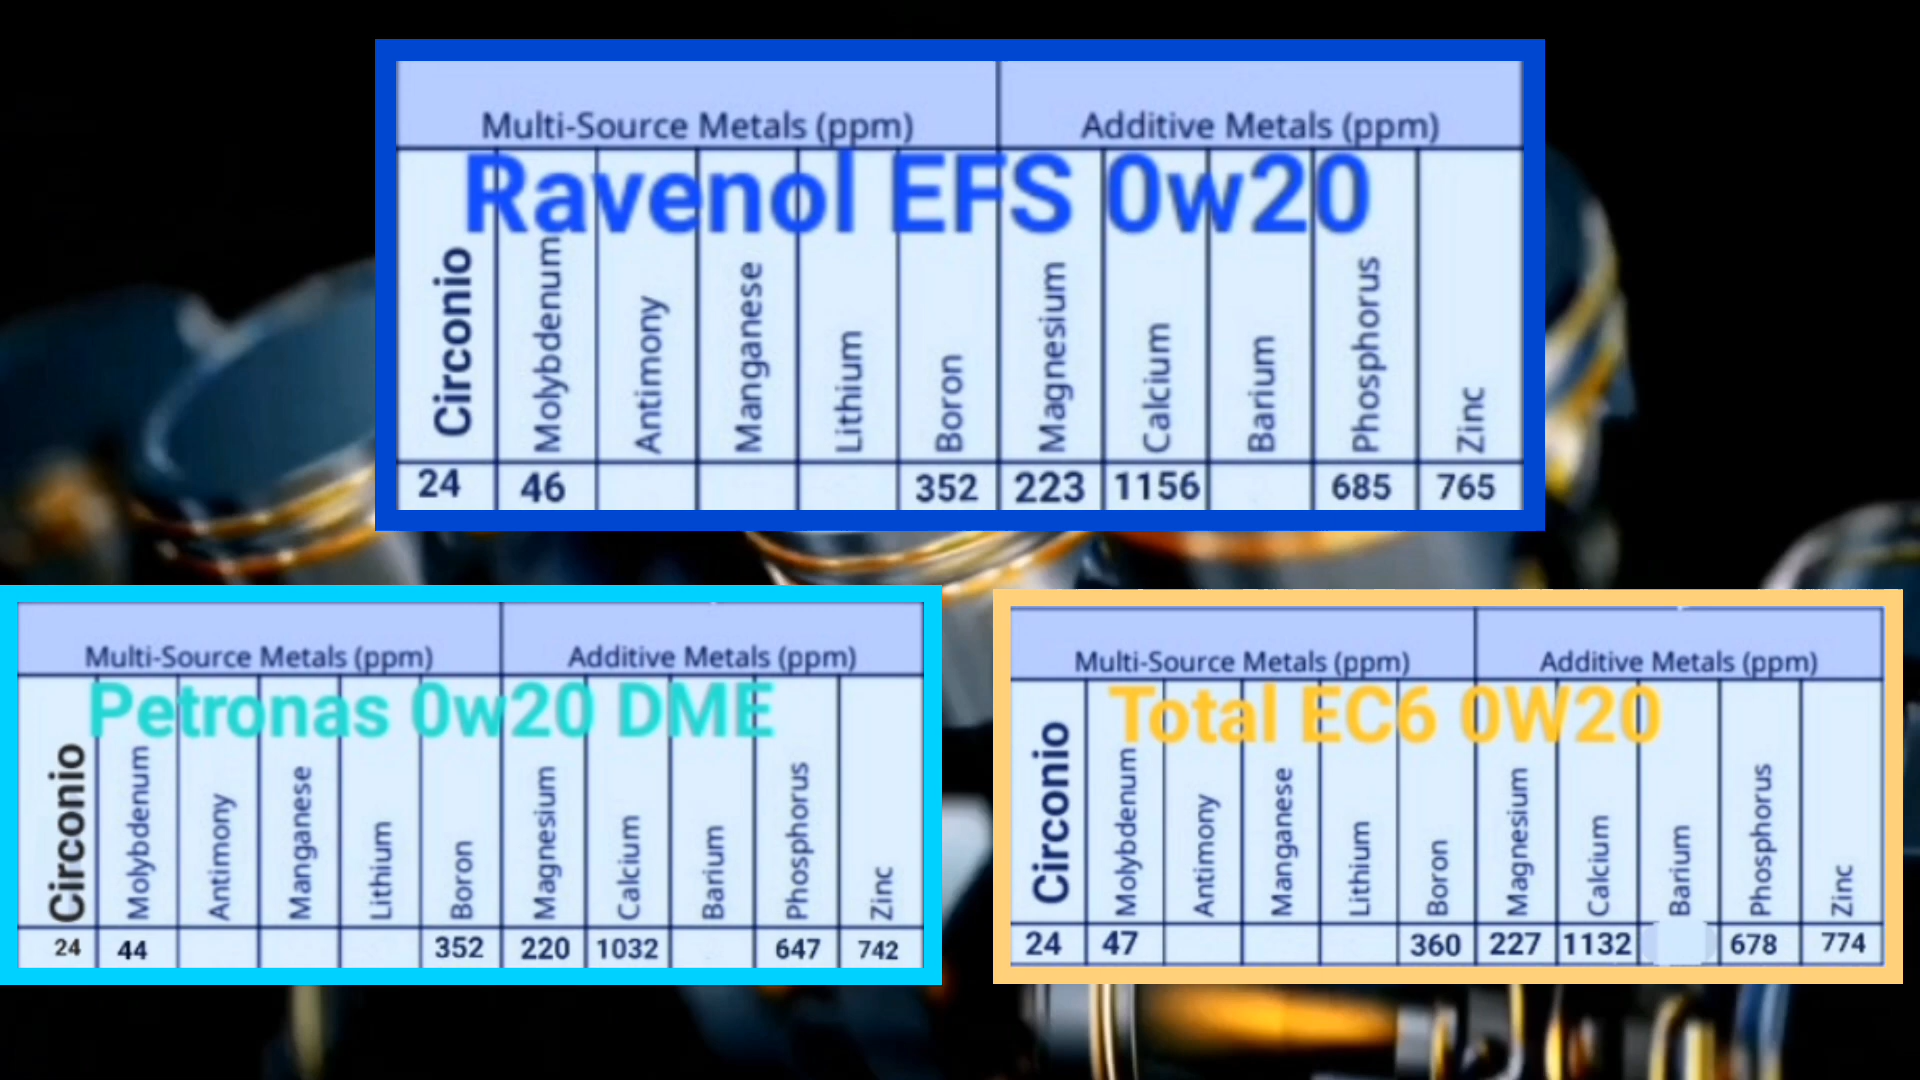 Multi-Source Metals (ppm) Additive Metals (ppm)
Ravenol EFS 0w20
Circonio Molybdenum Antimony Manganese Lithium Boron Magnesium Calcium Barium Phosphorus Zinc
24 46 352 223 1156 685 765
Multi-Source Metals (ppm) Additive Metals (ppm)
Petronas 0w20 DME
Circonio Molybdenum Antimony Manganese Lithium Boron Magnesium Calcium Barium Phosphorus Zinc
24 44 352 220 1032 647 742
Multi-Source Metals (ppm) Additive Metals (ppm)
Total EC6 0W20
Circonio Molybdenum Antimony Manganese Lithium Boron Magnesium Calcium Barium Phosphorus Zinc
24 47 360 227 1132 678 774